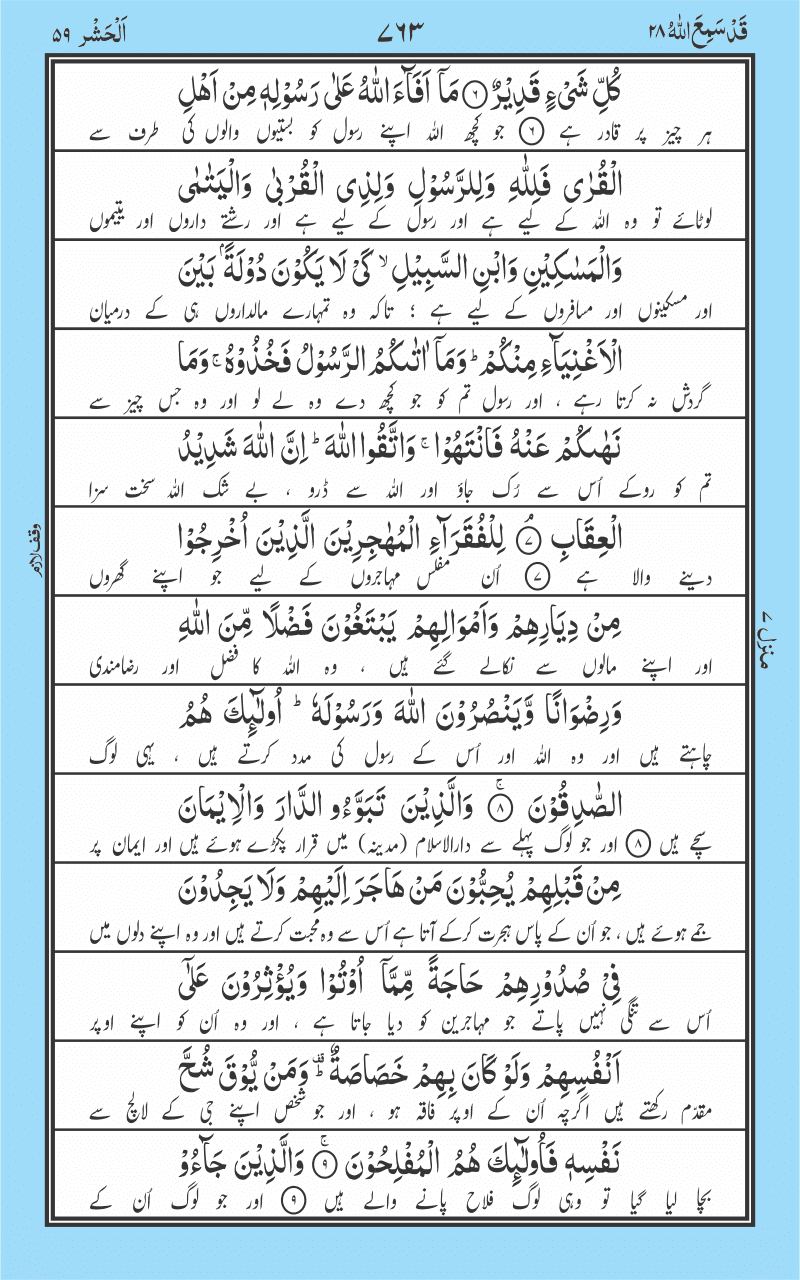 قَدْ سَمِعَ اللّٰهُ ٢٨
٧٦٣
اَلْحَشْر ٥٩
كُلِّ شَیْءٍ قَدِیْرٌ ۝٦ مَاۤ اَفَآءَ اللّٰهُ عَلٰى رَسُوْلِهٖ مِنْ اَهْلِ
ہر چیز پر قادر ہے ۝٦ جو کچھ اللہ اپنے رسول کو بستیوں والوں کی طرف سے
الْقُرٰى فَلِلّٰهِ وَلِلرَّسُوْلِ وَلِذِی الْقُرْبٰى وَالْیَتٰمٰى
لوٹائے تو وہ اللہ کے لیے ہے اور رسول کے لیے ہے اور رشتے داروں اور یتیموں
وَالْمَسٰكِیْنِ وَابْنِ السَّبِیْلِ ۙ كَیْ لَا یَكُوْنَ دُوْلَةًۢ بَیْنَ
اور مسکینوں اور مسافروں کے لیے ہے ؛ تاکہ وہ تمہارے مالداروں ہی کے درمیان
الْاَغْنِیَآءِ مِنْكُمْ ؕ وَمَاۤ اٰتٰىكُمُ الرَّسُوْلُ فَخُذُوْهُ ۚ وَمَا
گردش نہ کرتا رہے ، اور رسول تم کو جو کچھ دے وہ لے لو اور وہ جس چیز سے
نَهٰىكُمْ عَنْهُ فَانْتَهُوْا ۚ وَاتَّقُوا اللّٰهَ ؕ اِنَّ اللّٰهَ شَدِیْدُ
تم کو روکے اُس سے رُک جاؤ اور اللہ سے ڈرو ، بے شک اللہ سخت سزا
وقف لازم
الْعِقَابِ ۘ۝٧ لِلْفُقَرَآءِ الْمُهٰجِرِیْنَ الَّذِیْنَ اُخْرِجُوْا
دینے والا ہے ۝٧ اُن مفلس مہاجروں کے لیے جو اپنے گھروں
منزل ٧
مِنْ دِیَارِهِمْ وَاَمْوَالِهِمْ یَبْتَغُوْنَ فَضْلًا مِّنَ اللّٰهِ
اور اپنے مالوں سے نکالے گئے ہیں ، وہ اللہ کا فضل اور رضامندی
وَرِضْوَانًا وَّیَنْصُرُوْنَ اللّٰهَ وَرَسُوْلَهٗ ؕ اُولٰٓىِٕكَ هُمُ
چاہتے ہیں اور وہ اللہ اور اُس کے رسول کی مدد کرتے ہیں ، یہی لوگ
الصّٰدِقُوْنَ ۚ۝٨ وَالَّذِیْنَ تَبَوَّءُو الدَّارَ وَالْاِیْمَانَ
سچے ہیں ۝٨ اور جو لوگ پہلے سے دارالاسلام (مدینہ) میں قرار پکڑے ہوئے ہیں اور ایمان پر
مِنْ قَبْلِهِمْ یُحِبُّوْنَ مَنْ هَاجَرَ اِلَیْهِمْ وَلَا یَجِدُوْنَ
جمے ہوئے ہیں ، جو اُن کے پاس ہجرت کرکے آتا ہے اُس سے وہ محبت کرتے ہیں اور وہ اپنے دلوں میں
فِیْ صُدُوْرِهِمْ حَاجَةً مِّمَّاۤ اُوْتُوْا وَیُؤْثِرُوْنَ عَلٰۤى
اُس سے تنگی نہیں پاتے جو مہاجرین کو دیا جاتا ہے ، اور وہ اُن کو اپنے اوپر
اَنْفُسِهِمْ وَلَوْ كَانَ بِهِمْ خَصَاصَةٌ ؕ۫ وَمَنْ یُّوْقَ شُحَّ
مقدّم رکھتے ہیں اگرچہ اُن کے اوپر فاقہ ہو ، اور جو شخص اپنے جی کے لالچ سے
نَفْسِهٖ فَاُولٰٓىِٕكَ هُمُ الْمُفْلِحُوْنَ ۚ۝٩ وَالَّذِیْنَ جَآءُوْ
بچا لیا گیا تو وہی لوگ فلاح پانے والے ہیں ۝٩ اور جو لوگ اُن کے